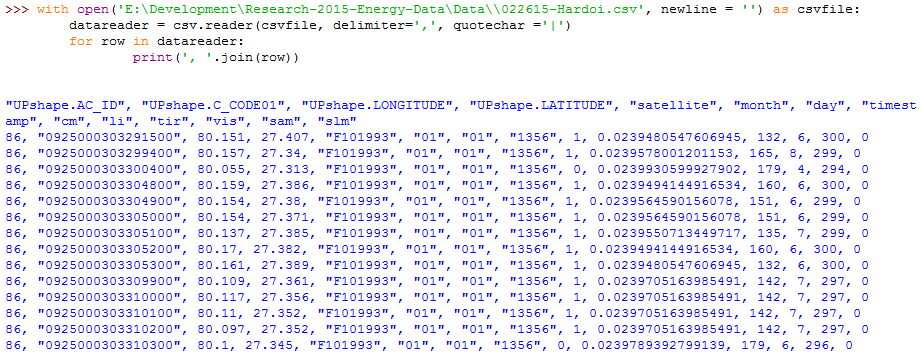 >>> with open('E:\Development\Research-2015-Energy-Data\Data\\022615-Hardoi.csv', newline = '') as csvfile:
datareader = csv.reader(csvfile, delimiter=',', quotechar ='|')
for row in datareader:
print(', '.join(row))
"UPshape.AC_ID", "UPshape.C_CODE01", "UPshape.LONGITUDE", "UPshape.LATITUDE", "satellite", "month", "day", "timest
amp", "cm", "li", "tir", "vis", "sam", "slm"
86, "0925000303291500", 80.151, 27.407, "F101993", "01", "01", "1356", 1, 0.0239480547606945, 132, 6, 300, 0
86, "0925000303299400", 80.157, 27.34, "F101993", "01", "01", "1356", 1, 0.0239578001201153, 165, 8, 299, 0
86, "0925000303300400", 80.055, 27.313, "F101993", "01", "01", "1356", 0, 0.0239930599927902, 179, 4, 294, 0
86, "0925000303304800", 80.159, 27.386, "F101993", "01", "01", "1356", 1, 0.0239494144916534, 160, 6, 300, 0
86, "0925000303304900", 80.154, 27.38, "F101993", "01", "01", "1356", 1, 0.0239564590156078, 151, 6, 299, 0
86, "0925000303305000", 80.154, 27.371, "F101993", "01", "01", "1356", 1, 0.0239564590156078, 151, 6, 299, 0
86, "0925000303305100", 80.137, 27.385, "F101993", "01", "01", "1356", 1, 0.0239550713449717, 135, 7, 299, 0
86, "0925000303305200", 80.17, 27.382, "F101993", "01", "01", "1356", 1, 0.0239494144916534, 160, 6, 300, 0
86, "0925000303305300", 80.161, 27.389, "F101993", "01", "01", "1356", 1, 0.0239480547606945, 132, 6, 300, 0
86, "0925000303309900", 80.109, 27.361, "F101993", "01", "01", "1356", 1, 0.0239705163985491, 142, 7, 297, 0
86, "0925000303310000", 80.117, 27.356, "F101993", "01", "01", "1356", 1, 0.0239705163985491, 142, 7, 297, 0
86, "0925000303310100", 80.11, 27.352, "F101993", "01", "01", "1356", 1, 0.0239705163985491, 142, 7, 297, 0
86, "0925000303310200", 80.097, 27.352, "F101993", "01", "01", "1356", 1, 0.0239705163985491, 142, 7, 297, 0
86, "0925000303310300", 80.1, 27.345, "F101993", "01", "01", "1356", 0, 0.0239789392799139, 179, 6, 296, 0